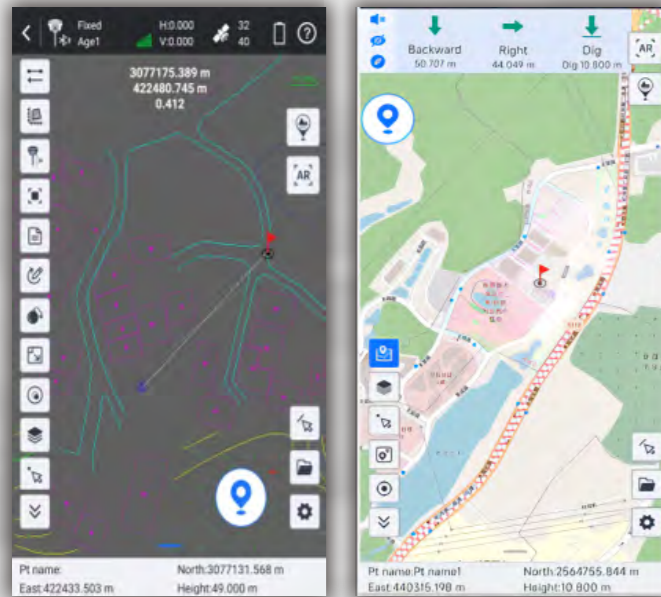 Fixed
Age1
H:0.000
V:0.000
32
40
3077175.389 m
422480.745 m
0.412
AR
Pt name:
North:3077131.568 m
East:422433.503 m
Height:49.000 m
Backward
50.707 m
Right
44.049 m
Dig
Dig 10.800 m
AR
Pt name:Pt name1
North:2564755.844 m
East:440315.198 m
Height:10.800 m